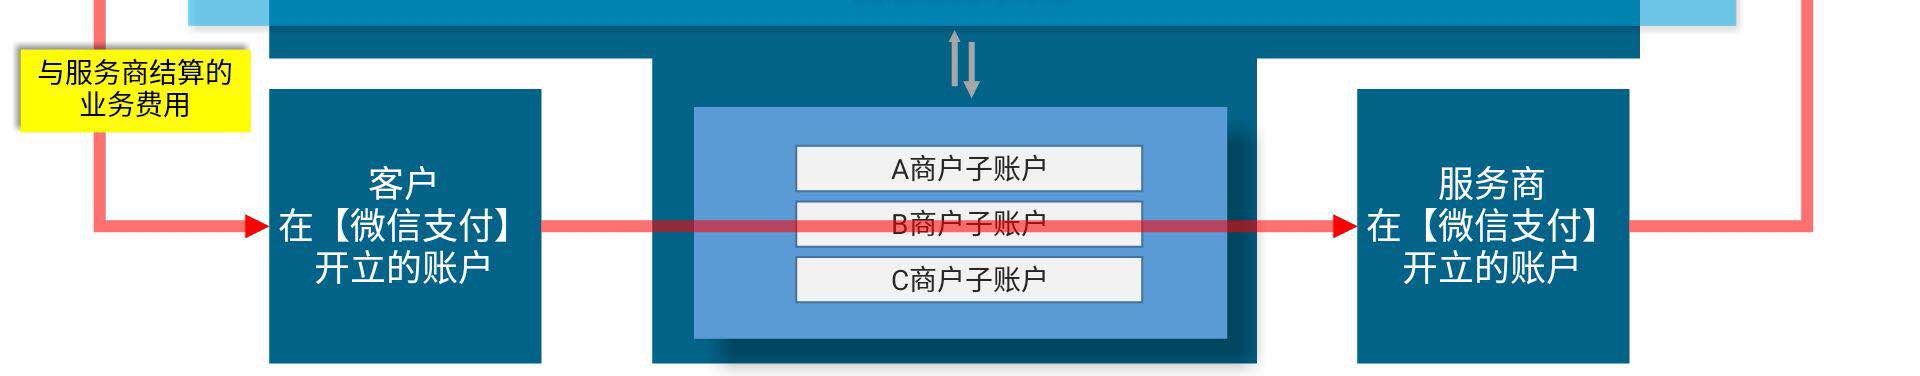 与服务商结算的
业务费用
客户
在【微信支付】
开立的账户
A商户子账户
B商户子账户
C商户子账户
服务商
在【微信支付】
开立的账户